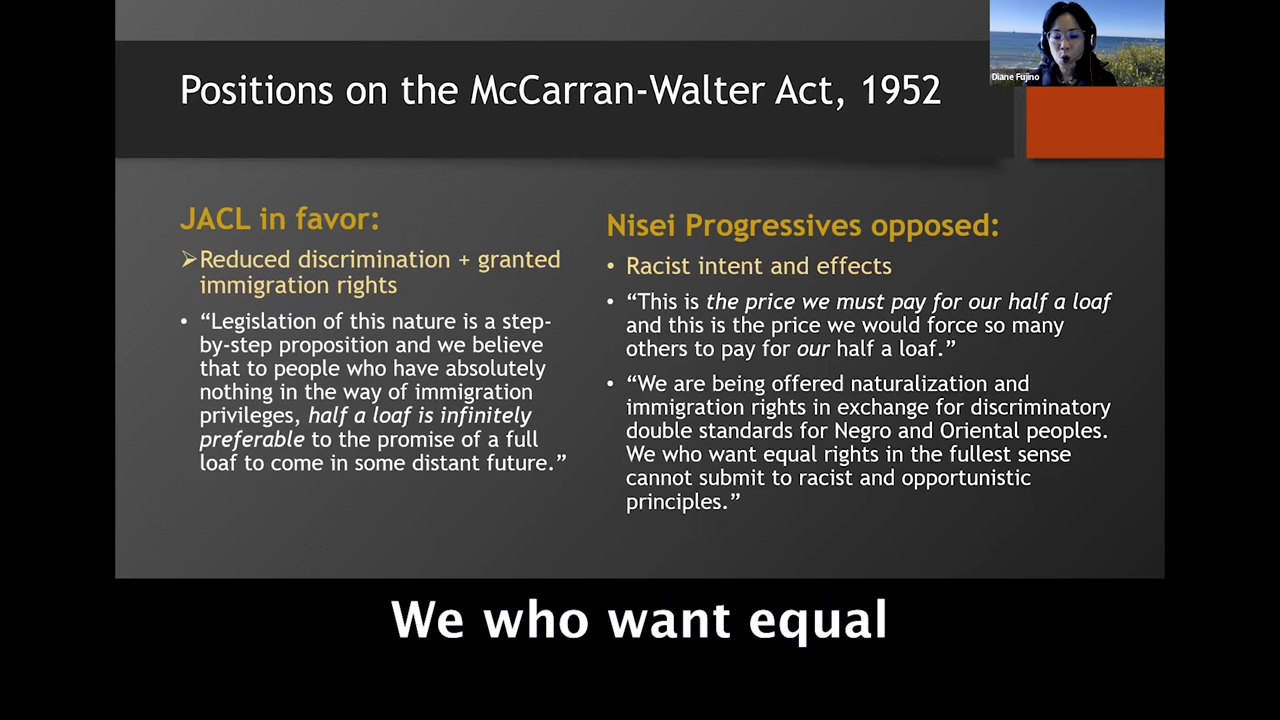 Diane Fujino
Positions on the McCarran-Walter Act, 1952
JACL in favor:
➢Reduced discrimination + granted
immigration rights
• “Legislation of this nature is a step-
by-step proposition and we believe
that to people who have absolutely
nothing in the way of immigration
privileges, half a loaf is infinitely
preferable to the promise of a full
loaf to come in some distant future.”
Nisei Progressives opposed:
• Racist intent and effects
• “This is the price we must pay for our half a loaf
and this is the price we would force so many
others to pay for our half a loaf.”
• “We are being offered naturalization and
immigration rights in exchange for discriminatory
double standards for Negro and Oriental peoples.
We who want equal rights in the fullest sense
cannot submit to racist and opportunistic
principles.”
We who want equal